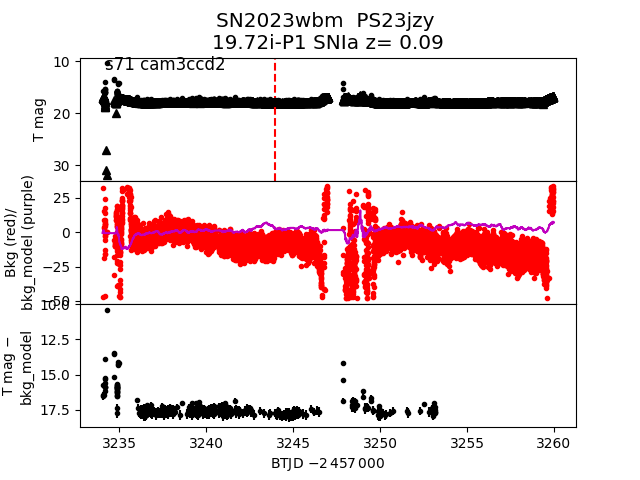 SN2023wbm PS23jzy
19.72i-P1 SNIa z= 0.09
s71 cam3ccd2
10
20
30
T mag
25
0
−25
−50
Bkg (red)/
bkg_model (purple)
10.0
12.5
15.0
17.5
T mag −
bkg_model
3235 3240 3245 3250 3255 3260
BTJD −2 457 000